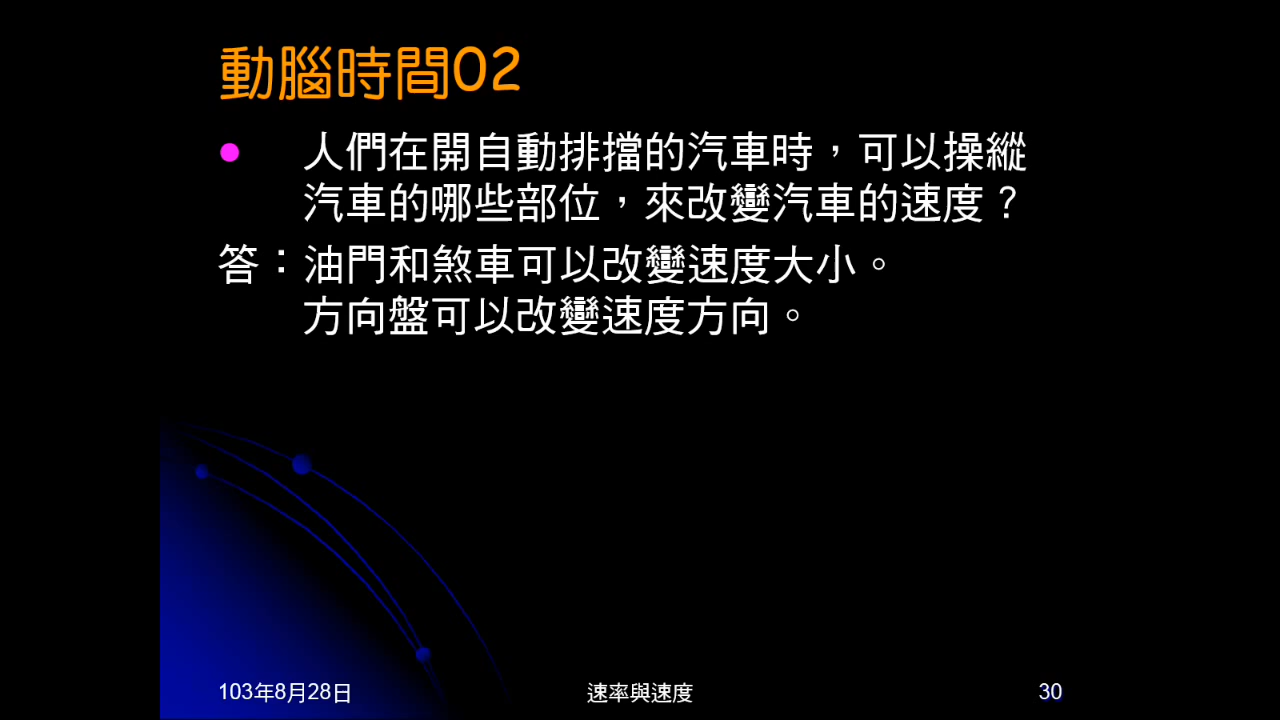 動腦時間02
● 人們在開自動排擋的汽車時，可以操縱
汽車的哪些部位，來改變汽車的速度？
答：油門和煞車可以改變速度大小。
方向盤可以改變速度方向。
103年8月28日 速率與速度 30